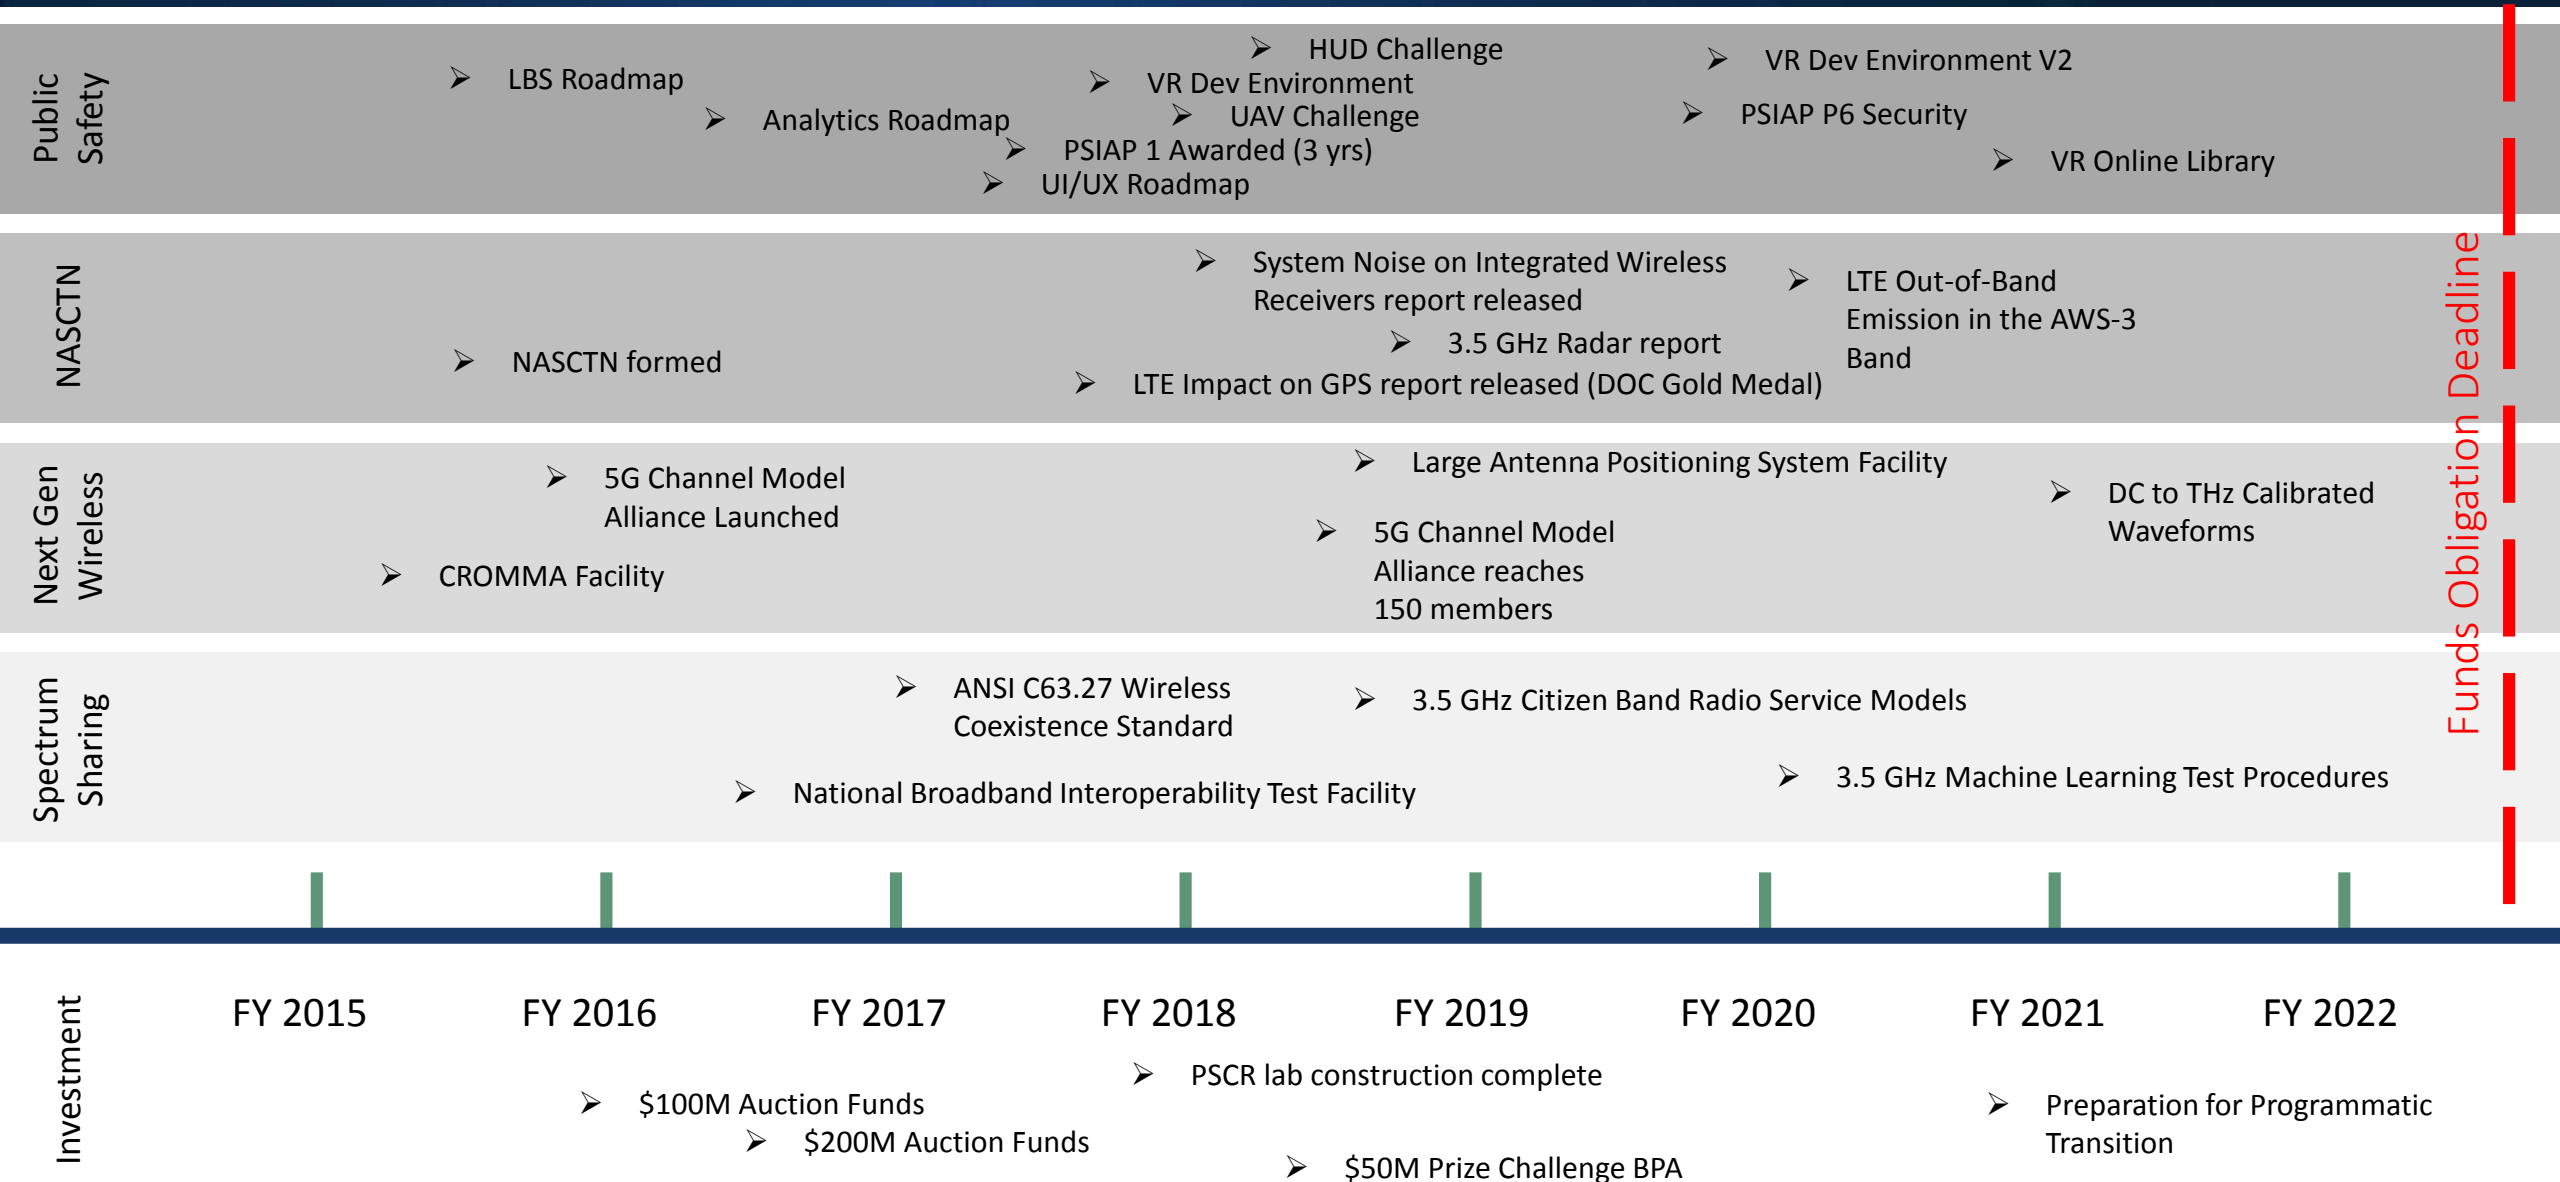 Public
Safety
HUD Challenge
LBS Roadmap
VR Dev Environment
VR Dev Environment V2
Analytics Roadmap
UAV Challenge
PSIAP P6 Security
PSIAP 1 Awarded (3 yrs)
VR Online Library
UI/UX Roadmap
NASCTN
System Noise on Integrated Wireless
Receivers report released
LTE Out-of-Band
Emission in the AWS-3
Band
3.5 GHz Radar report
NASCTN formed
LTE Impact on GPS report released (DOC Gold Medal)
Next Gen
Wireless
5G Channel Model
Alliance Launched
Large Antenna Positioning System Facility
DC to THz Calibrated
Waveforms
5G Channel Model
Alliance reaches
150 members
CROMMA Facility
Spectrum
Sharing
ANSI C63.27 Wireless
Coexistence Standard
3.5 GHz Citizen Band Radio Service Models
National Broadband Interoperability Test Facility
3.5 GHz Machine Learning Test Procedures
Funds Obligation Deadline
FY 2015
FY 2016
FY 2017
FY 2018
FY 2019
FY 2020
FY 2021
FY 2022
Investment
PSCR lab construction complete
$100M Auction Funds
$200M Auction Funds
$50M Prize Challenge BPA
Preparation for Programmatic
Transition